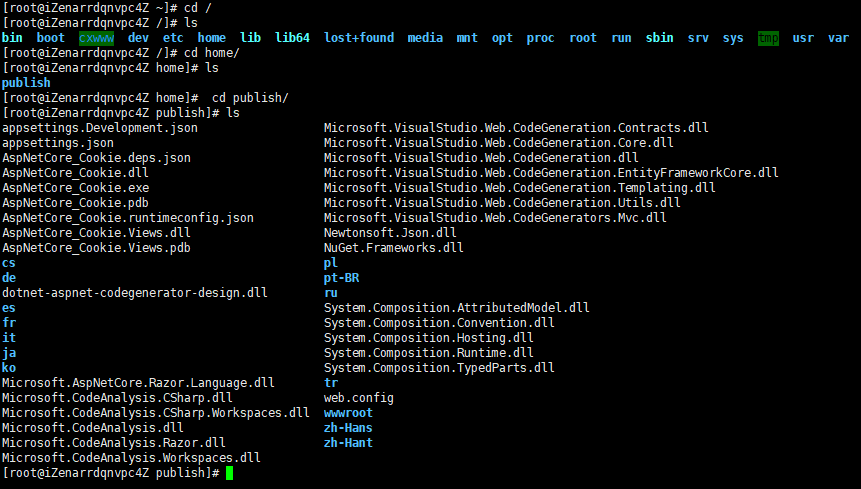 [root@iZenarrdqnvpc4Z ~]# cd /
[root@iZenarrdqnvpc4Z /]# ls
bin boot cxwww dev etc home lib lib64 lost+found media mnt opt proc root run sbin srv sys tmp usr var
[root@iZenarrdqnvpc4Z /]# cd home/
[root@iZenarrdqnvpc4Z home]# ls
publish
[root@iZenarrdqnvpc4Z home]#  cd publish/
[root@iZenarrdqnvpc4Z publish]# ls
appsettings.Development.json Microsoft.VisualStudio.Web.CodeGeneration.Contracts.dll
appsettings.json Microsoft.VisualStudio.Web.CodeGeneration.Core.dll
AspNetCore_Cookie.deps.json Microsoft.VisualStudio.Web.CodeGeneration.dll
AspNetCore_Cookie.dll Microsoft.VisualStudio.Web.CodeGeneration.EntityFrameworkCore.dll
AspNetCore_Cookie.exe Microsoft.VisualStudio.Web.CodeGeneration.Templating.dll
AspNetCore_Cookie.pdb Microsoft.VisualStudio.Web.CodeGeneration.Utils.dll
AspNetCore_Cookie.runtimeconfig.json Microsoft.VisualStudio.Web.CodeGenerators.Mvc.dll
AspNetCore_Cookie.Views.dll Newtonsoft.Json.dll
AspNetCore_Cookie.Views.pdb NuGet.Frameworks.dll
cs pl
de pt-BR
dotnet-aspnet-codegenerator-design.dll ru
es System.Composition.AttributedModel.dll
fr System.Composition.Convention.dll
it System.Composition.Hosting.dll
ja System.Composition.Runtime.dll
ko System.Composition.TypedParts.dll
Microsoft.AspNetCore.Razor.Language.dll tr
Microsoft.CodeAnalysis.CSharp.dll web.config
Microsoft.CodeAnalysis.CSharp.Workspaces.dll wwwroot
Microsoft.CodeAnalysis.dll zh-Hans
Microsoft.CodeAnalysis.Razor.dll zh-Hant
Microsoft.CodeAnalysis.Workspaces.dll
[root@iZenarrdqnvpc4Z publish]#